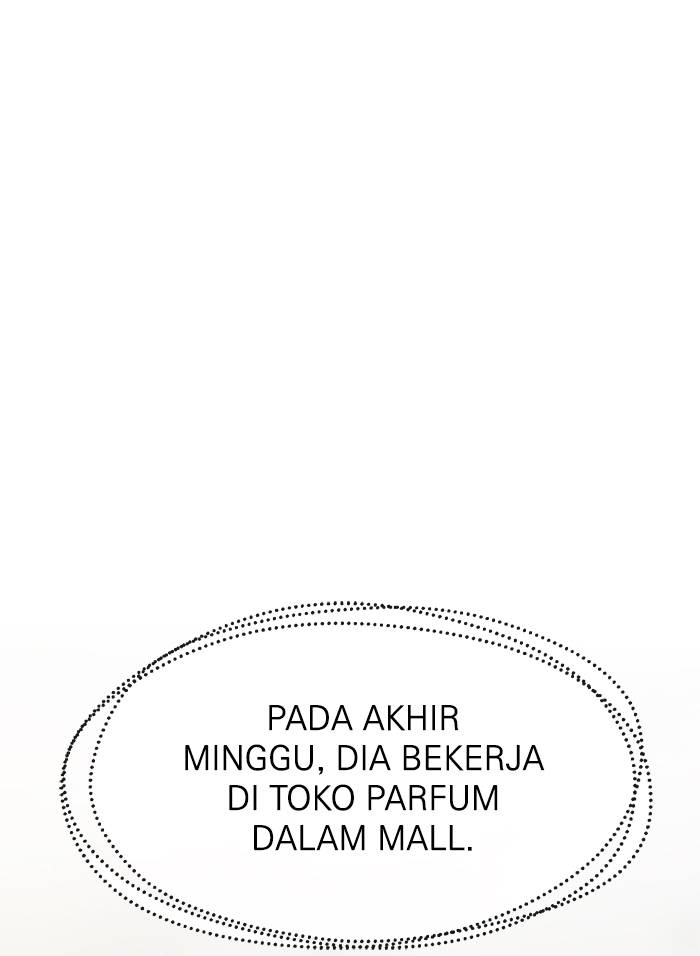 PADA AKHIR
MINGGU, DIA BEKERJA
DI TOKO PARFUM
DALAM MALL.